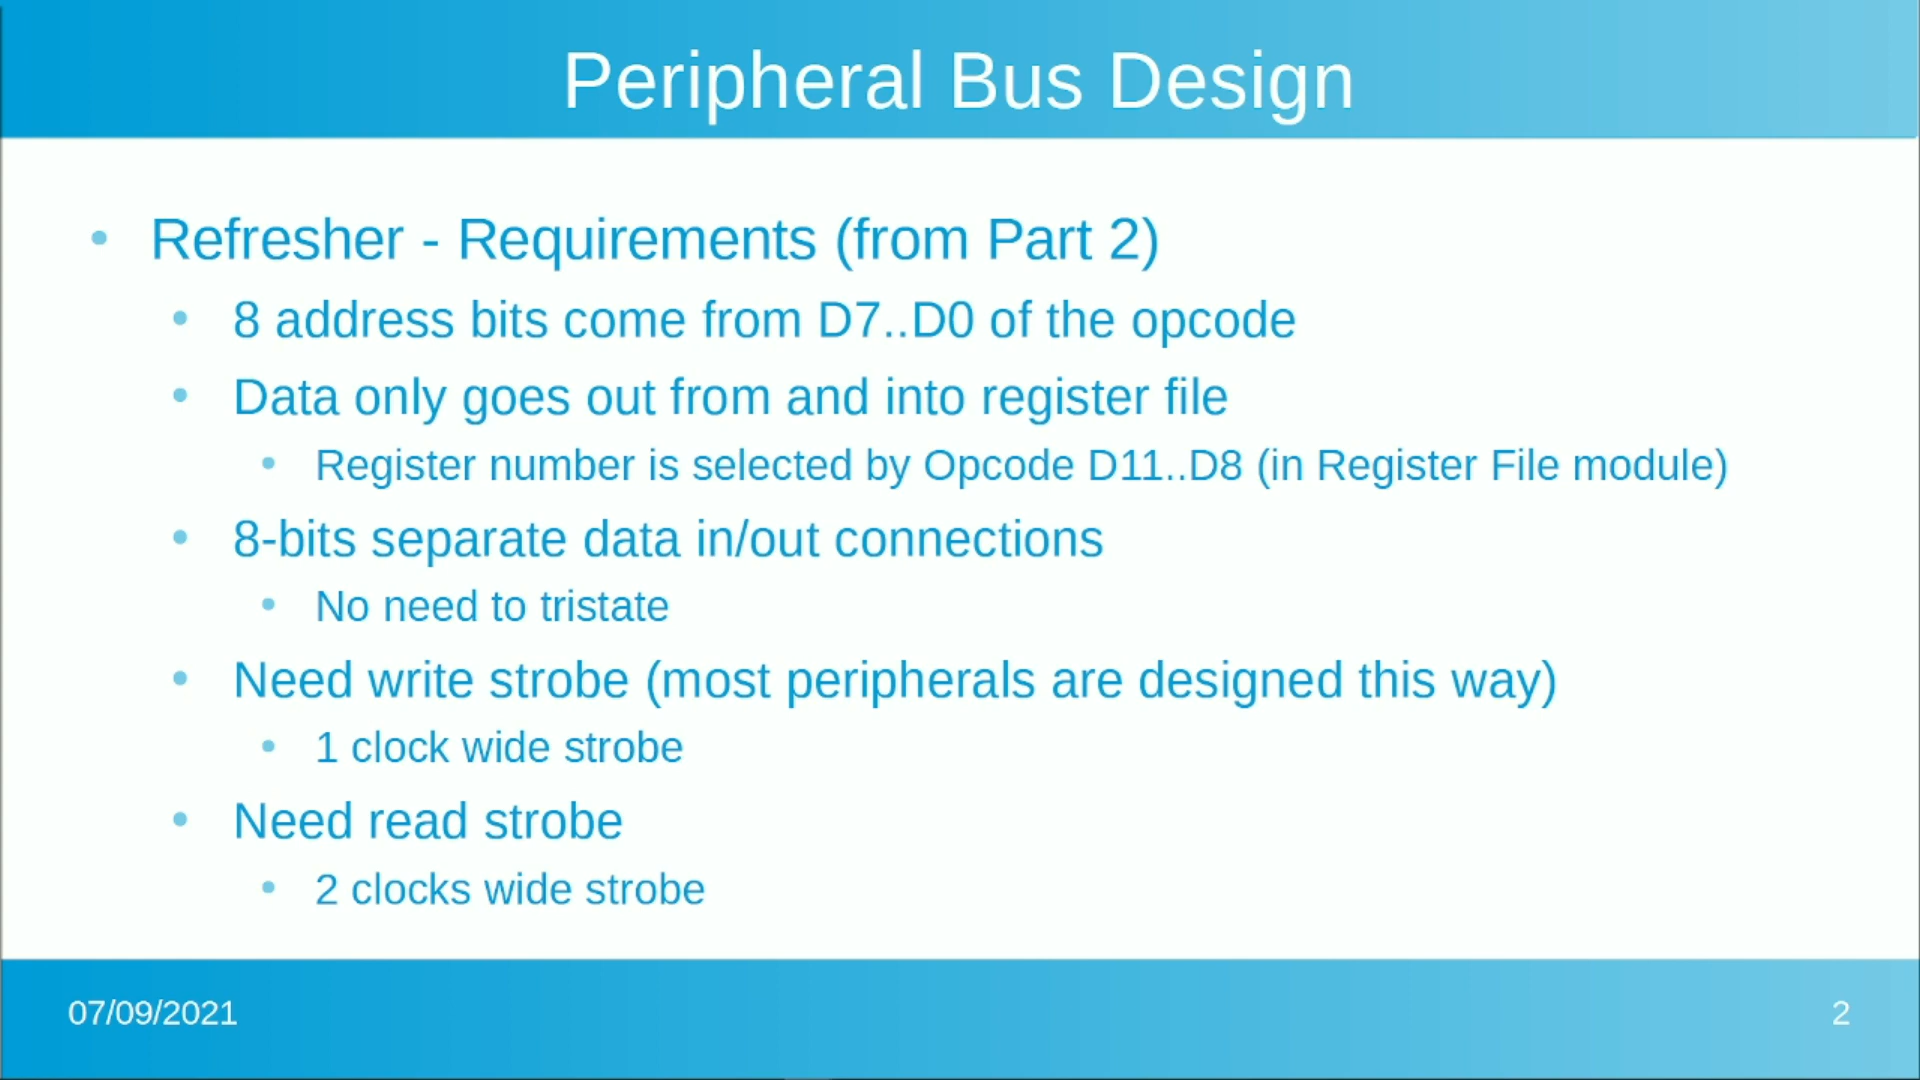 Peripheral Bus Design
Refresher - Requirements (from Part 2)
8 address bits come from D7..D0 of the opcode
Data only goes out from and into register file
Register number is selected by Opcode D11..D8 (in Register File module)
8-bits separate data in/out connections
No need to tristate
Need write strobe (most peripherals are designed this way)
1 clock wide strobe
Need read strobe
2 clocks wide strobe
07/09/2021
2